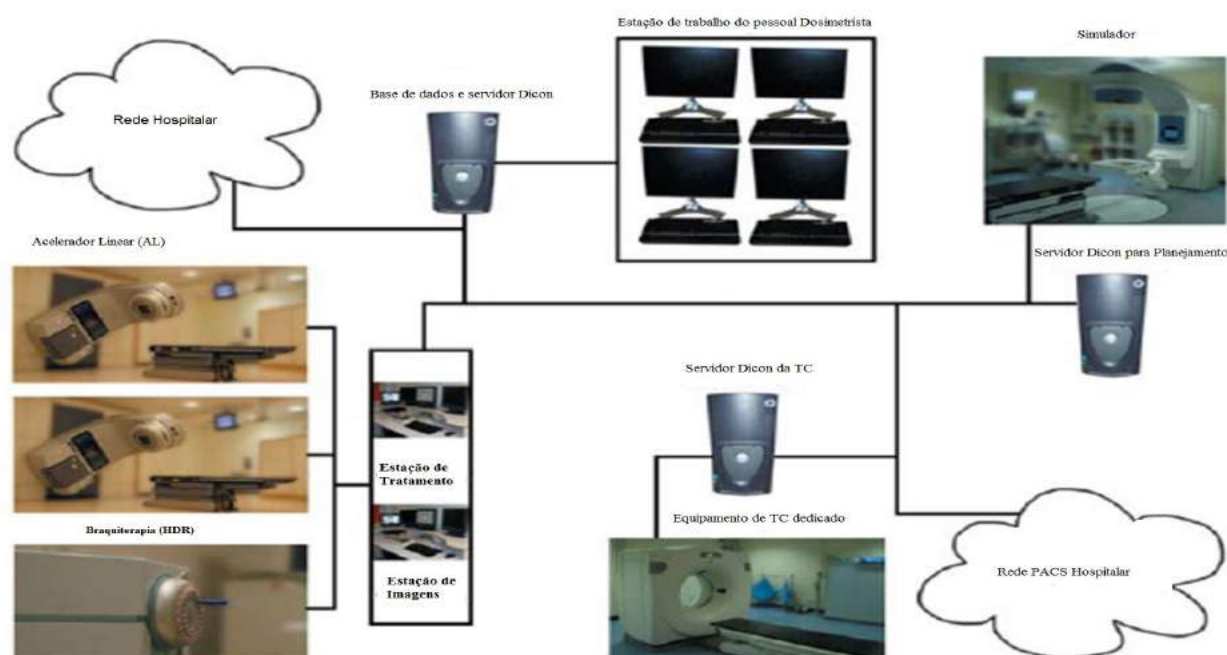 Estação de trabalho do pessoal Dosimetrista
Simulador
Base de dados e servidor Dicon
Rede Hospitalar
Acelerador Linear (AL)
Servidor Dicon para Planejamento
Servidor Dicon da TC
Estação de
Tratamento
Equipamento de TC dedicado
Braquiterapia (HDR)
Rede PACS Hospitalar
Estação de
Imagens